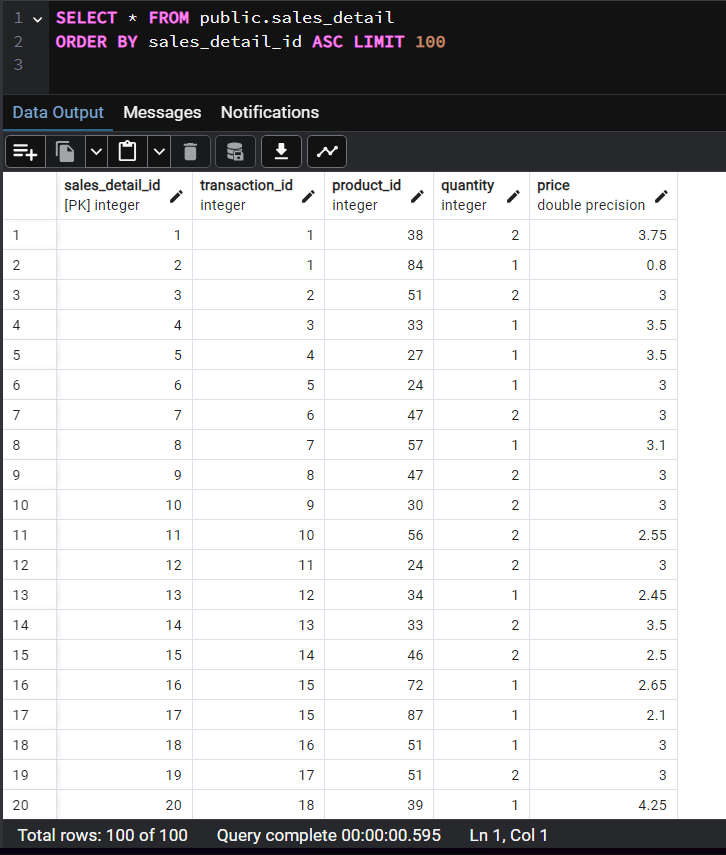 1 SELECT * FROM public.sales_detail
2 ORDER BY sales_detail_id ASC LIMIT 100
3
Data Output Messages Notifications
sales_detail_id transaction_id product_id quantity price
[PK] integer integer integer integer double precision
1 1 1 38 2 3.75
2 2 1 84 1 0.8
3 3 2 51 2 3
4 4 3 33 1 3.5
5 5 4 27 1 3.5
6 6 5 24 1 3
7 7 6 47 2 3
8 8 7 57 1 3.1
9 9 8 47 2 3
10 10 9 30 2 3
11 11 10 56 2 2.55
12 12 11 24 2 3
13 13 12 34 1 2.45
14 14 13 33 2 3.5
15 15 14 46 2 2.5
16 16 15 72 1 2.65
17 17 15 87 1 2.1
18 18 16 51 1 3
19 19 17 51 2 3
20 20 18 39 1 4.25
Total rows: 100 of 100 Query complete 00:00:00.595 Ln 1, Col 1